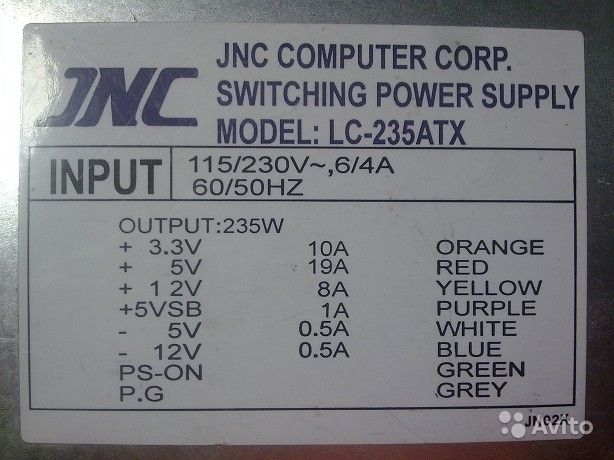 JNC
JNC COMPUTER CORP.
SWITCHING POWER SUPPLY
MODEL: LC-235ATX
INPUT
115/230V~,6/4A
60/50HZ
OUTPUT:235W
+ 3.3V 10A ORANGE
+ 5V 19A RED
+ 12V 8A YELLOW
+5VSB 1A PURPLE
- 5V 0.5A WHITE
- 12V 0.5A BLUE
PS-ON GREEN
P.G GREY
Avito